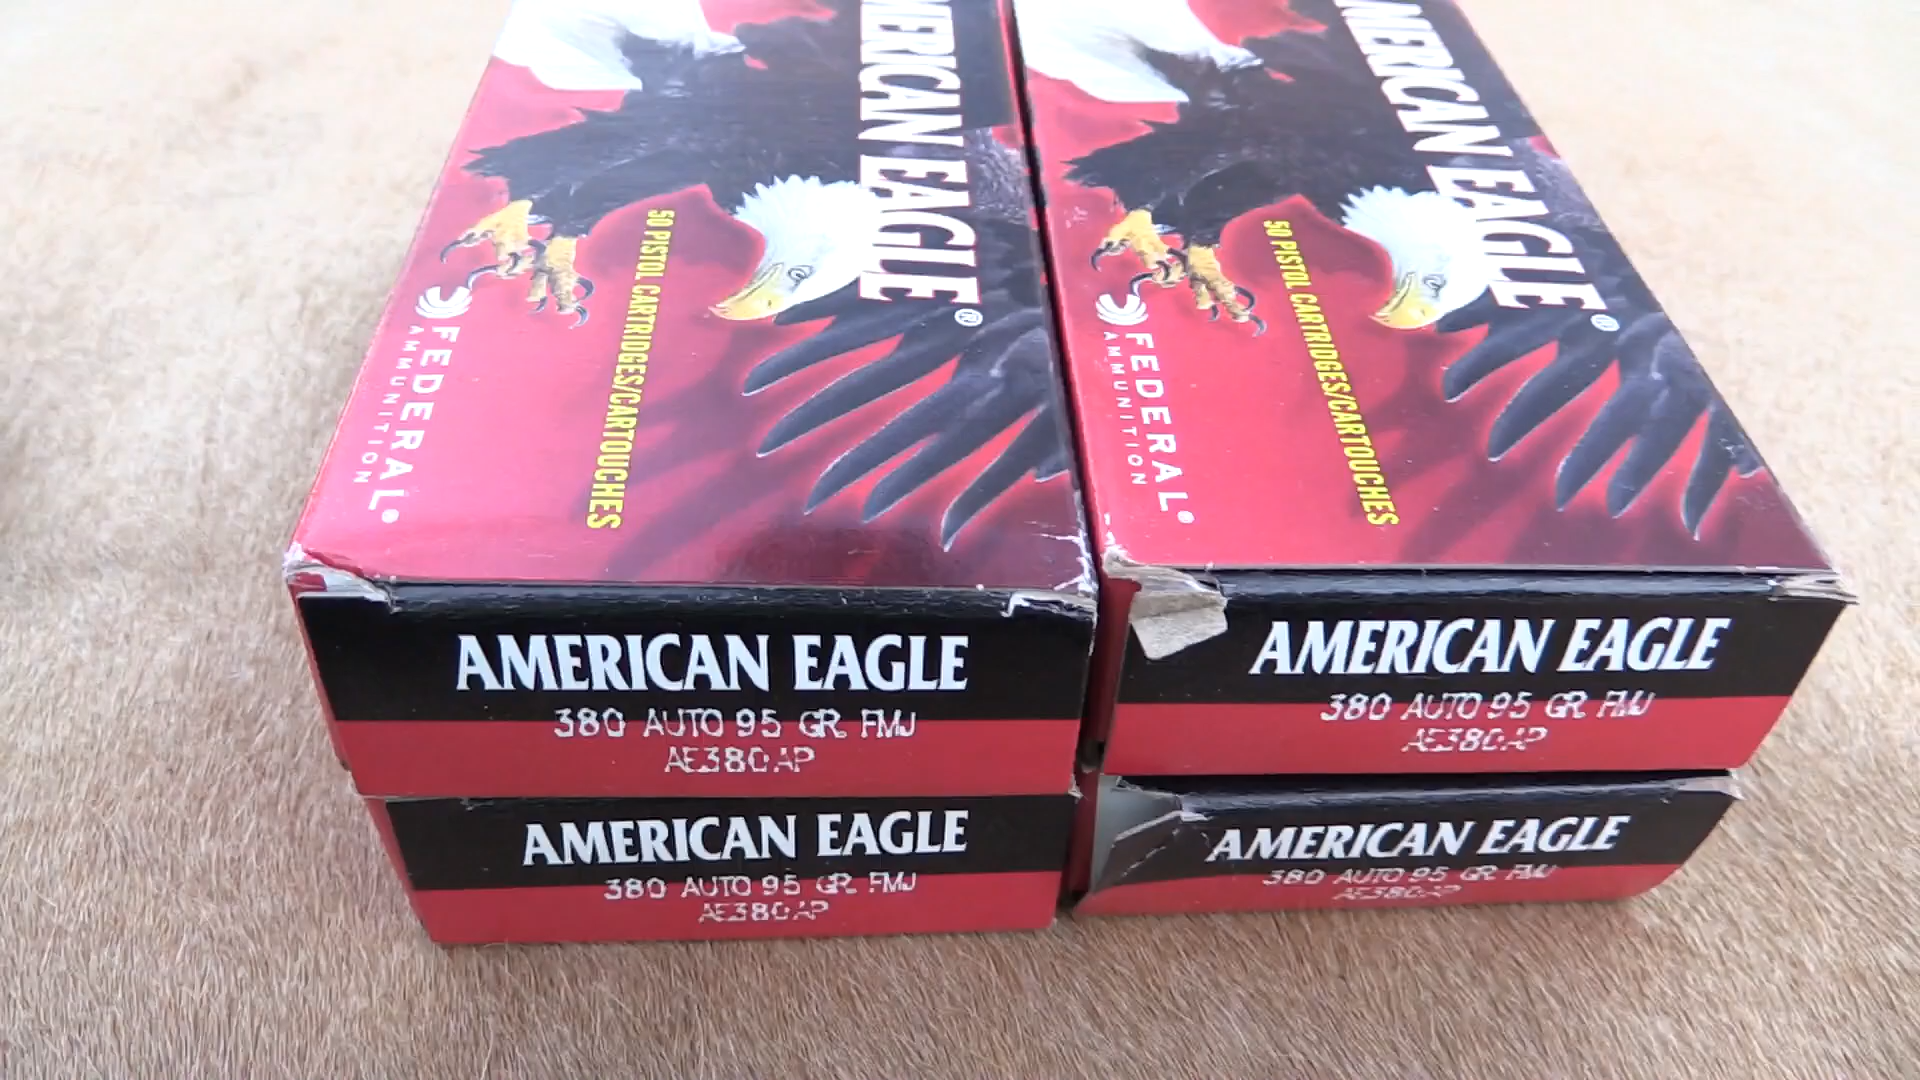 AMERICAN EAGLE®
50 PISTOL CARTRIDGES/CARTOUCHES
FEDERAL®
AMMUNITION
AMERICAN EAGLE®
50 PISTOL CARTRIDGES/CARTOUCHES
FEDERAL®
AMMUNITION
AMERICAN EAGLE
380 AUTO 95 GR FMJ
AE380AP
AMERICAN EAGLE
380 AUTO 95 GR FMJ
AE380AP
AMERICAN EAGLE
380 AUTO 95 GR FMJ
AE380AP
AMERICAN EAGLE
380 AUTO 95 GR FMJ
AE380AP